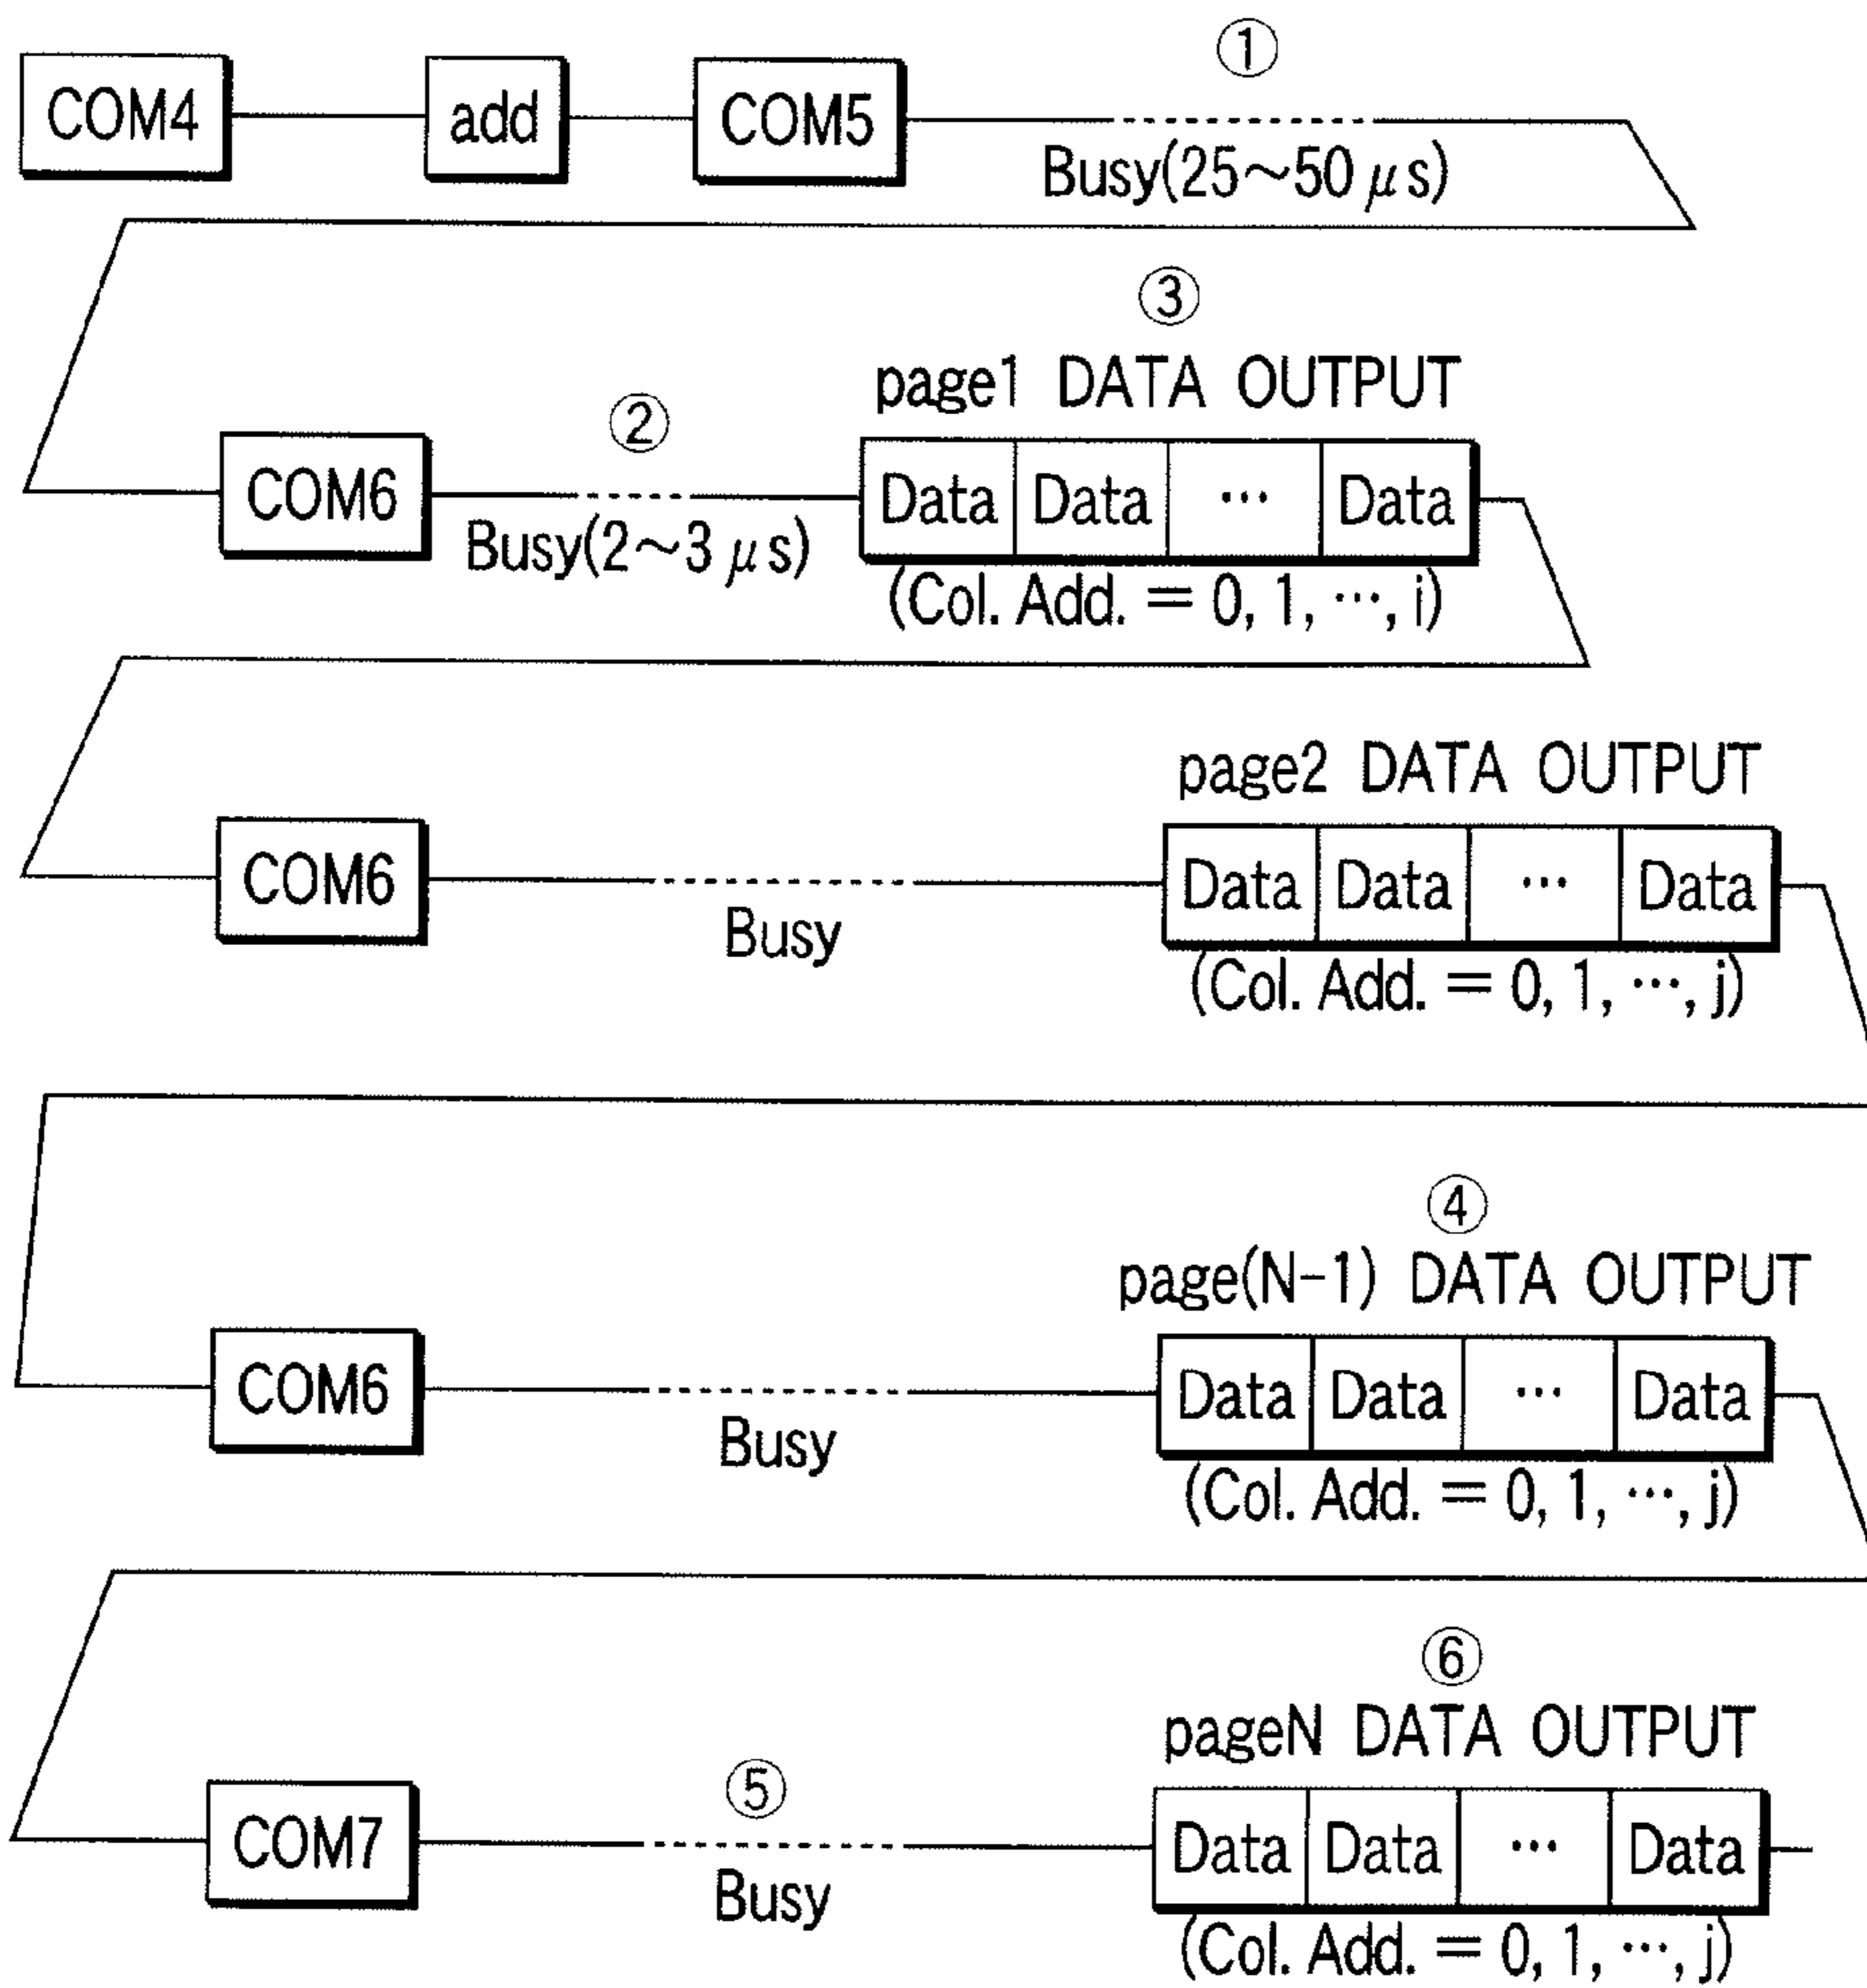 ①
COM4 add COM5
Busy(25~50 μs)
③
page1 DATA OUTPUT
②
COM6 Data Data ··· Data
Busy(2~3 μs)
(Col. Add. = 0, 1, ···, i)
page2 DATA OUTPUT
COM6 Data Data ··· Data
Busy
(Col. Add. = 0, 1, ···, j)
④
page(N-1) DATA OUTPUT
COM6 Data Data ··· Data
Busy
(Col. Add. = 0, 1, ···, j)
⑥
pageN DATA OUTPUT
⑤
COM7 Data Data ··· Data
Busy
(Col. Add. = 0, 1, ···, j)